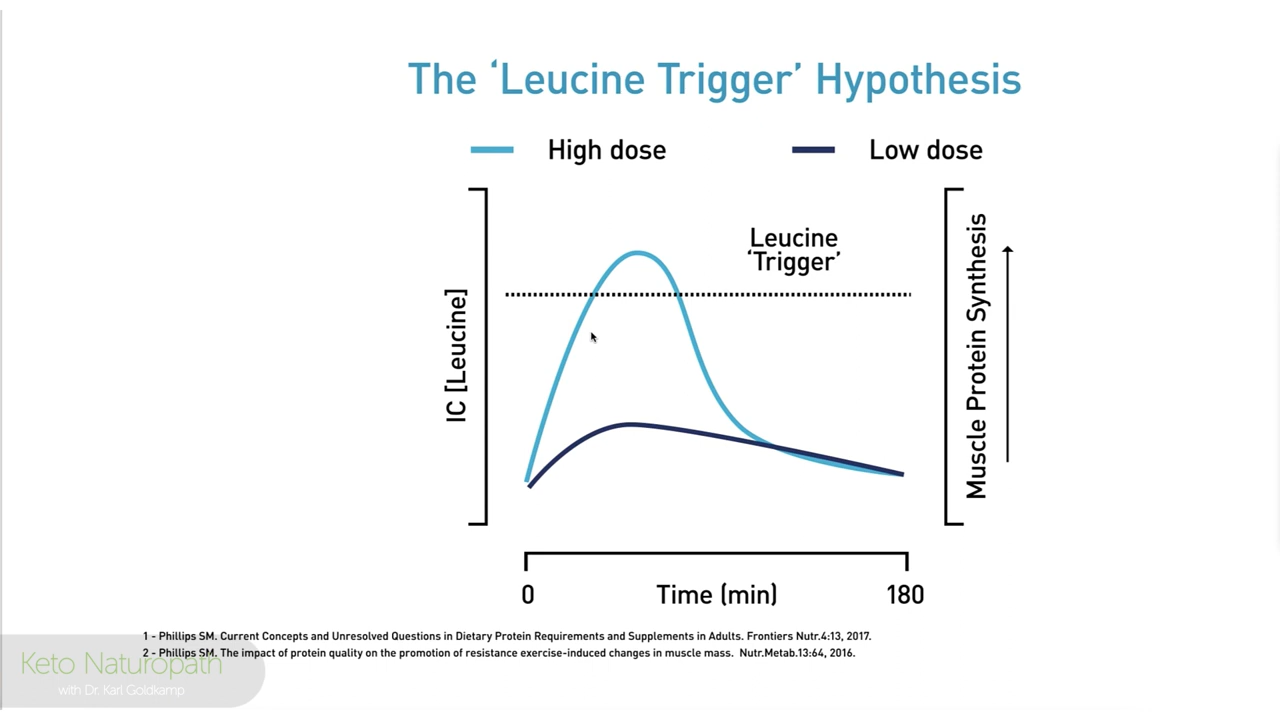 The ‘Leucine Trigger’ Hypothesis
High dose
Low dose
Leucine
‘Trigger’
IC [Leucine]
Muscle Protein Synthesis
0
Time (min)
180
1 - Phillips SM. Current Concepts and Unresolved Questions in Dietary Protein Requirements and Supplements in Adults. Frontiers Nutr.4:13, 2017.
2 - Phillips SM. The impact of protein quality on the promotion of resistance exercise-induced changes in muscle mass. Nutr.Metab.13:64, 2016.
Keto Naturopath
with Dr. Karl Goldkamp